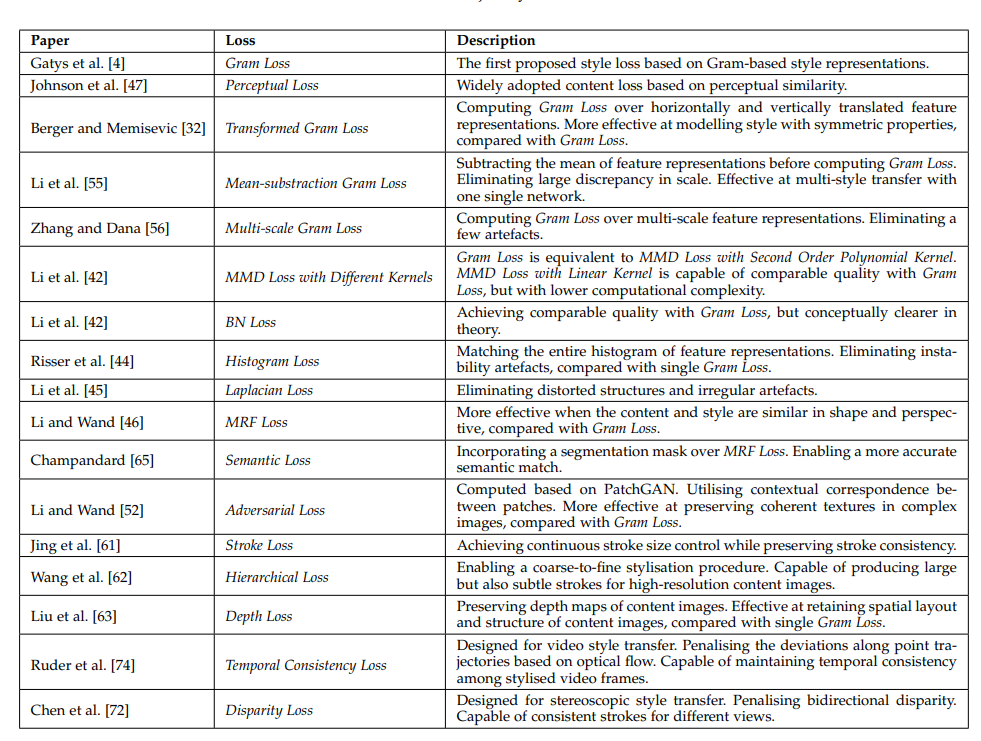 Paper Loss Description
Gatys et al. [4] Gram Loss The first proposed style loss based on Gram-based style representations.
Johnson et al. [47] Perceptual Loss Widely adopted content loss based on perceptual similarity.
Berger and Memisevic [32] Transformed Gram Loss Computing Gram Loss over horizontally and vertically translated feature
representations. More effective at modelling style with symmetric properties,
compared with Gram Loss.
Li et al. [55] Mean-substraction Gram Loss Subtracting the mean of feature representations before computing Gram Loss.
Eliminating large discrepancy in scale. Effective at multi-style transfer with
one single network.
Zhang and Dana [56] Multi-scale Gram Loss Computing Gram Loss over multi-scale feature representations. Eliminating a
few artefacts.
Li et al. [42] MMD Loss with Different Kernels Gram Loss is equivalent to MMD Loss with Second Order Polynomial Kernel.
MMD Loss with Linear Kernel is capable of comparable quality with Gram
Loss, but with lower computational complexity.
Li et al. [42] BN Loss Achieving comparable quality with Gram Loss, but conceptually clearer in
theory.
Risser et al. [44] Histogram Loss Matching the entire histogram of feature representations. Eliminating insta-
bility artefacts, compared with single Gram Loss.
Li et al. [45] Laplacian Loss Eliminating distorted structures and irregular artefacts.
Li and Wand [46] MRF Loss More effective when the content and style are similar in shape and perspec-
tive, compared with Gram Loss.
Champandard [65] Semantic Loss Incorporating a segmentation mask over MRF Loss. Enabling a more accurate
semantic match.
Li and Wand [52] Adversarial Loss Computed based on PatchGAN. Utilising contextual correspondence be-
tween patches. More effective at preserving coherent textures in complex
images, compared with Gram Loss.
Jing et al. [61] Stroke Loss Achieving continuous stroke size control while preserving stroke consistency.
Wang et al. [62] Hierarchical Loss Enabling a coarse-to-fine stylisation procedure. Capable of producing large
but also subtle strokes for high-resolution content images.
Liu et al. [63] Depth Loss Preserving depth maps of content images. Effective at retaining spatial layout
and structure of content images, compared with single Gram Loss.
Ruder et al. [74] Temporal Consistency Loss Designed for video style transfer. Penalising the deviations along point tra-
jectories based on optical flow. Capable of maintaining temporal consistency
among stylised video frames.
Chen et al. [72] Disparity Loss Designed for stereoscopic style transfer. Penalising bidirectional disparity.
Capable of consistent strokes for different views.